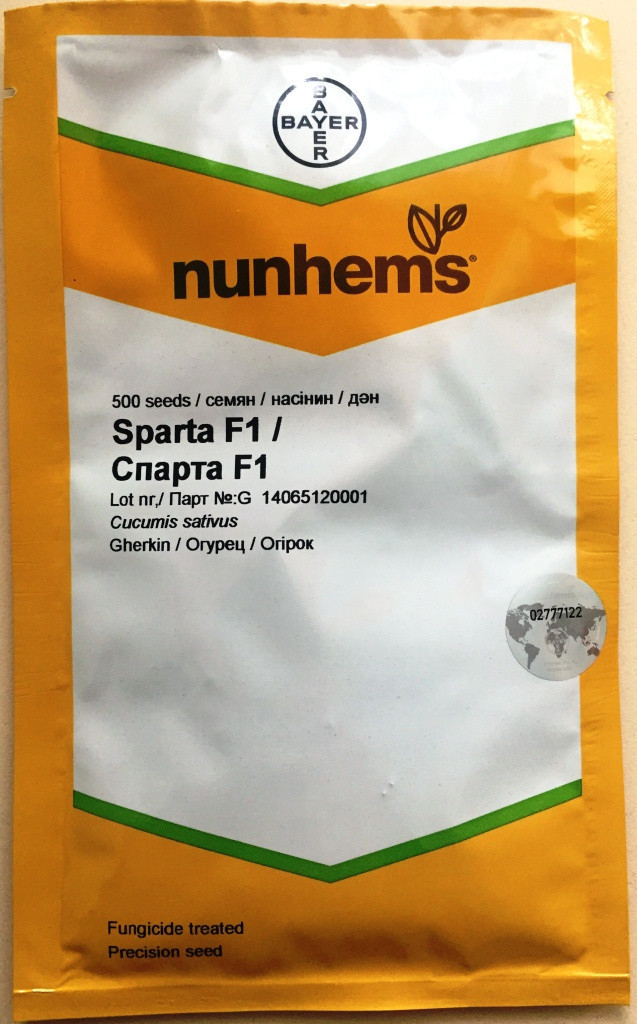 BAYER
BAYER
nunhems®
500 seeds / семян / насінин / дән
Sparta F1 /
Спарта F1
Lot nr,/ Парт №:G 14065120001
Cucumis sativus
Gherkin / Огурец / Огірок
02777122
Fungicide treated
Precision seed